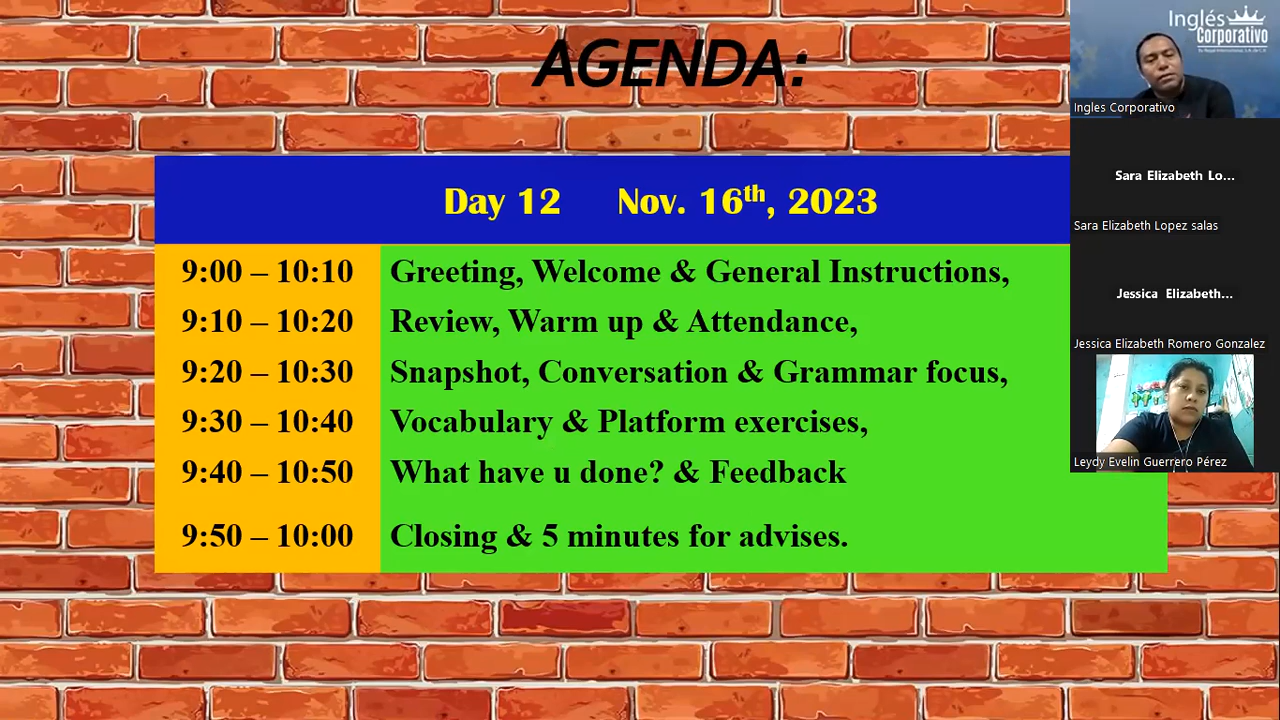 AGENDA:
Day 12 Nov. 16th, 2023
9:00 – 10:10 Greeting, Welcome & General Instructions,
9:10 – 10:20 Review, Warm up & Attendance,
9:20 – 10:30 Snapshot, Conversation & Grammar focus,
9:30 – 10:40 Vocabulary & Platform exercises,
9:40 – 10:50 What have u done? & Feedback
9:50 – 10:00 Closing & 5 minutes for advises.
Inglés
Corporativo
Ingles Corporativo
Sara Elizabeth Lo...
Sara Elizabeth Lopez salas
Jessica Elizabeth...
Jessica Elizabeth Romero Gonzalez
Leydy Evelin Guerrero Pérez